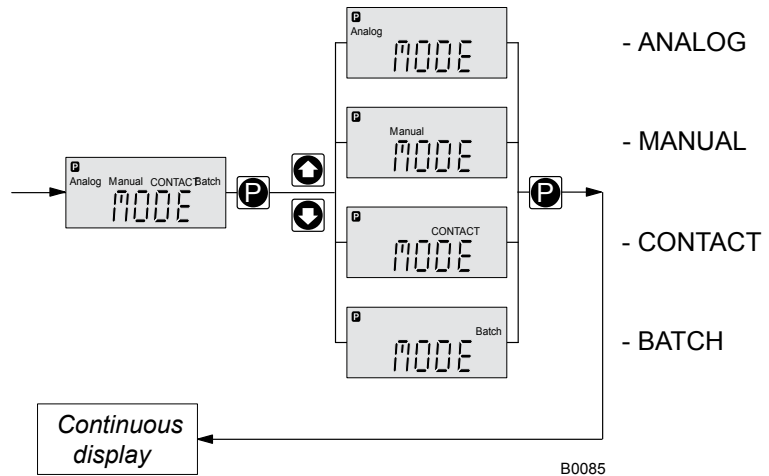 P
Analog
MODE
- ANALOG
P
Manual
MODE
- MANUAL
P
Analog Manual CONTACT Batch
MODE
P
P
P
CONTACT
MODE
- CONTACT
P
Batch
MODE
- BATCH
Continuous
display
B0085